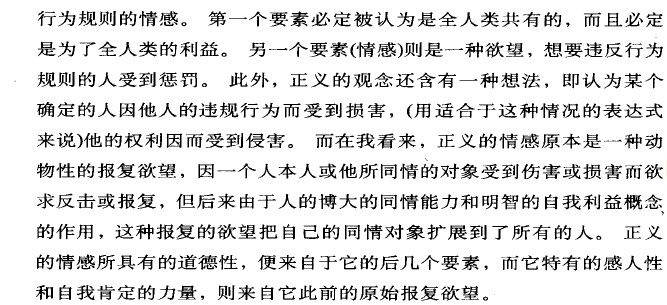 行为规则的情感。 第一个要素必定被认为是全人类共有的，而且必定
是为了全人类的利益。 另一个要素(情感)则是一种欲望，想要违反行为
规则的人受到惩罚。 此外，正义的观念还含有一种想法，即认为某个
确定的人因他人的违规行为而受到损害，(用适合于这种情况的表达式
来说)他的权利因而受到侵害。 而在我看来，正义的情感原本是一种动
物性的报复欲望，因一个人本人或他所同情的对象受到伤害或损害而欲
求反击或报复，但后来由于人的博大的同情能力和明智的自我利益概念
的作用，这种报复的欲望把自己的同情对象扩展到了所有的人。 正义
的情感所具有的道德性，便来自于它的后几个要素，而它特有的感人性
和自我肯定的力量，则来自它此前的原始报复欲望。